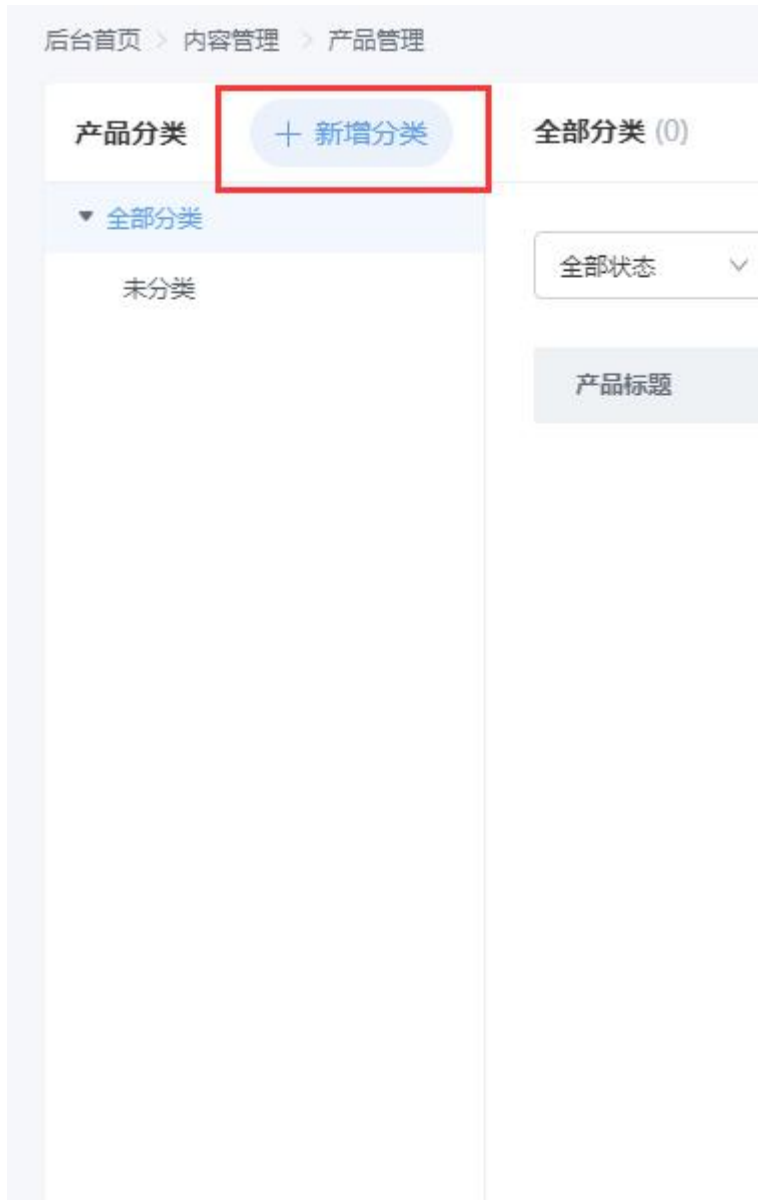 后台首页 > 内容管理 > 产品管理
产品分类 + 新增分类 全部分类 (0)
全部分类
全部状态
未分类
产品标题